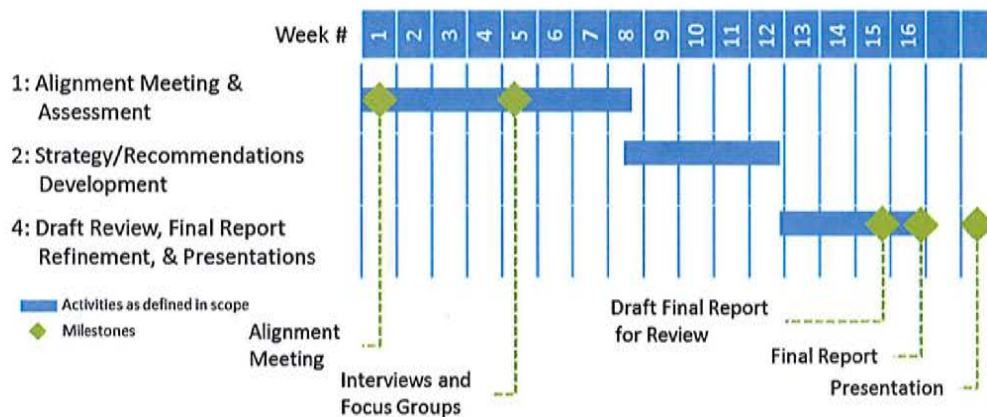 Week # 1 2 3 4 5 6 7 8 9 10 11 12 13 14 15 16
1: Alignment Meeting &
Assessment
2: Strategy/Recommendations
Development
4: Draft Review, Final Report
Refinement, & Presentations
Activities as defined in scope
Milestones
Alignment
Meeting
Interviews and
Focus Groups
Draft Final Report
for Review
Final Report
Presentation